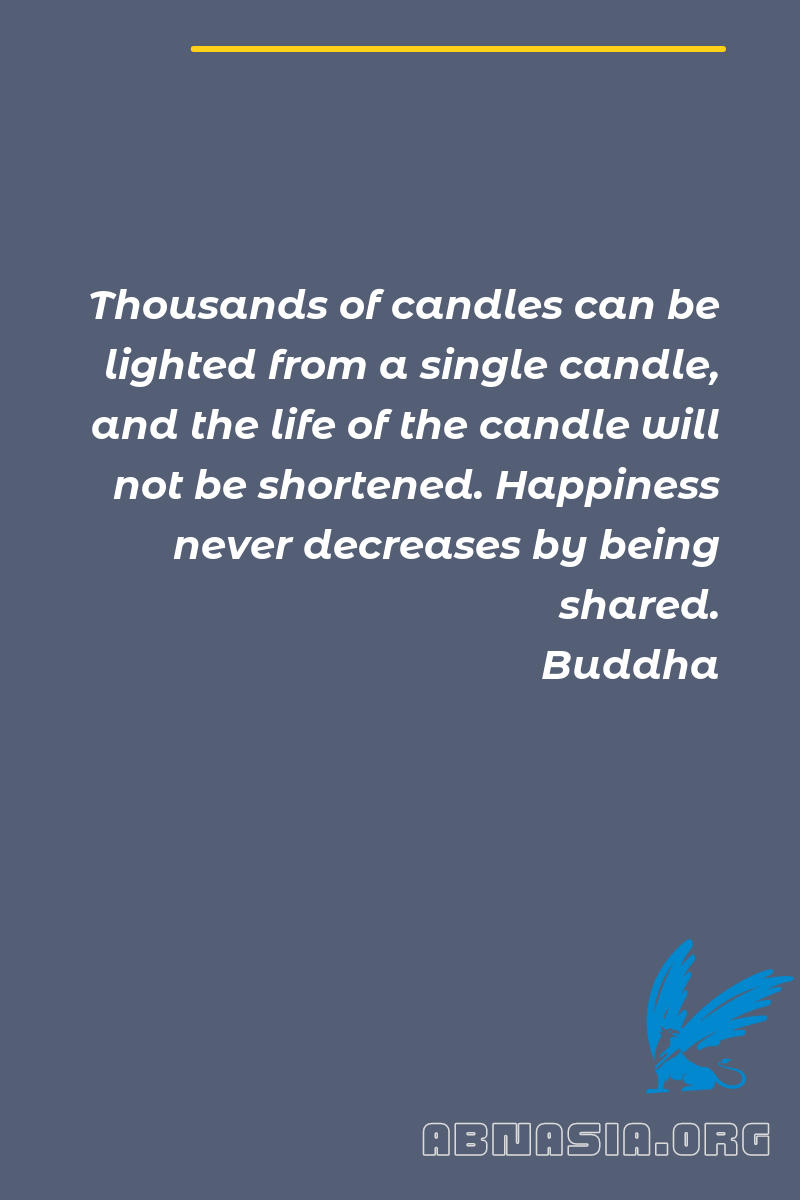 Thousands of candles can be
lighted from a single candle,
and the life of the candle will
not be shortened. Happiness
never decreases by being
shared.
Buddha
ABNASIA.ORG